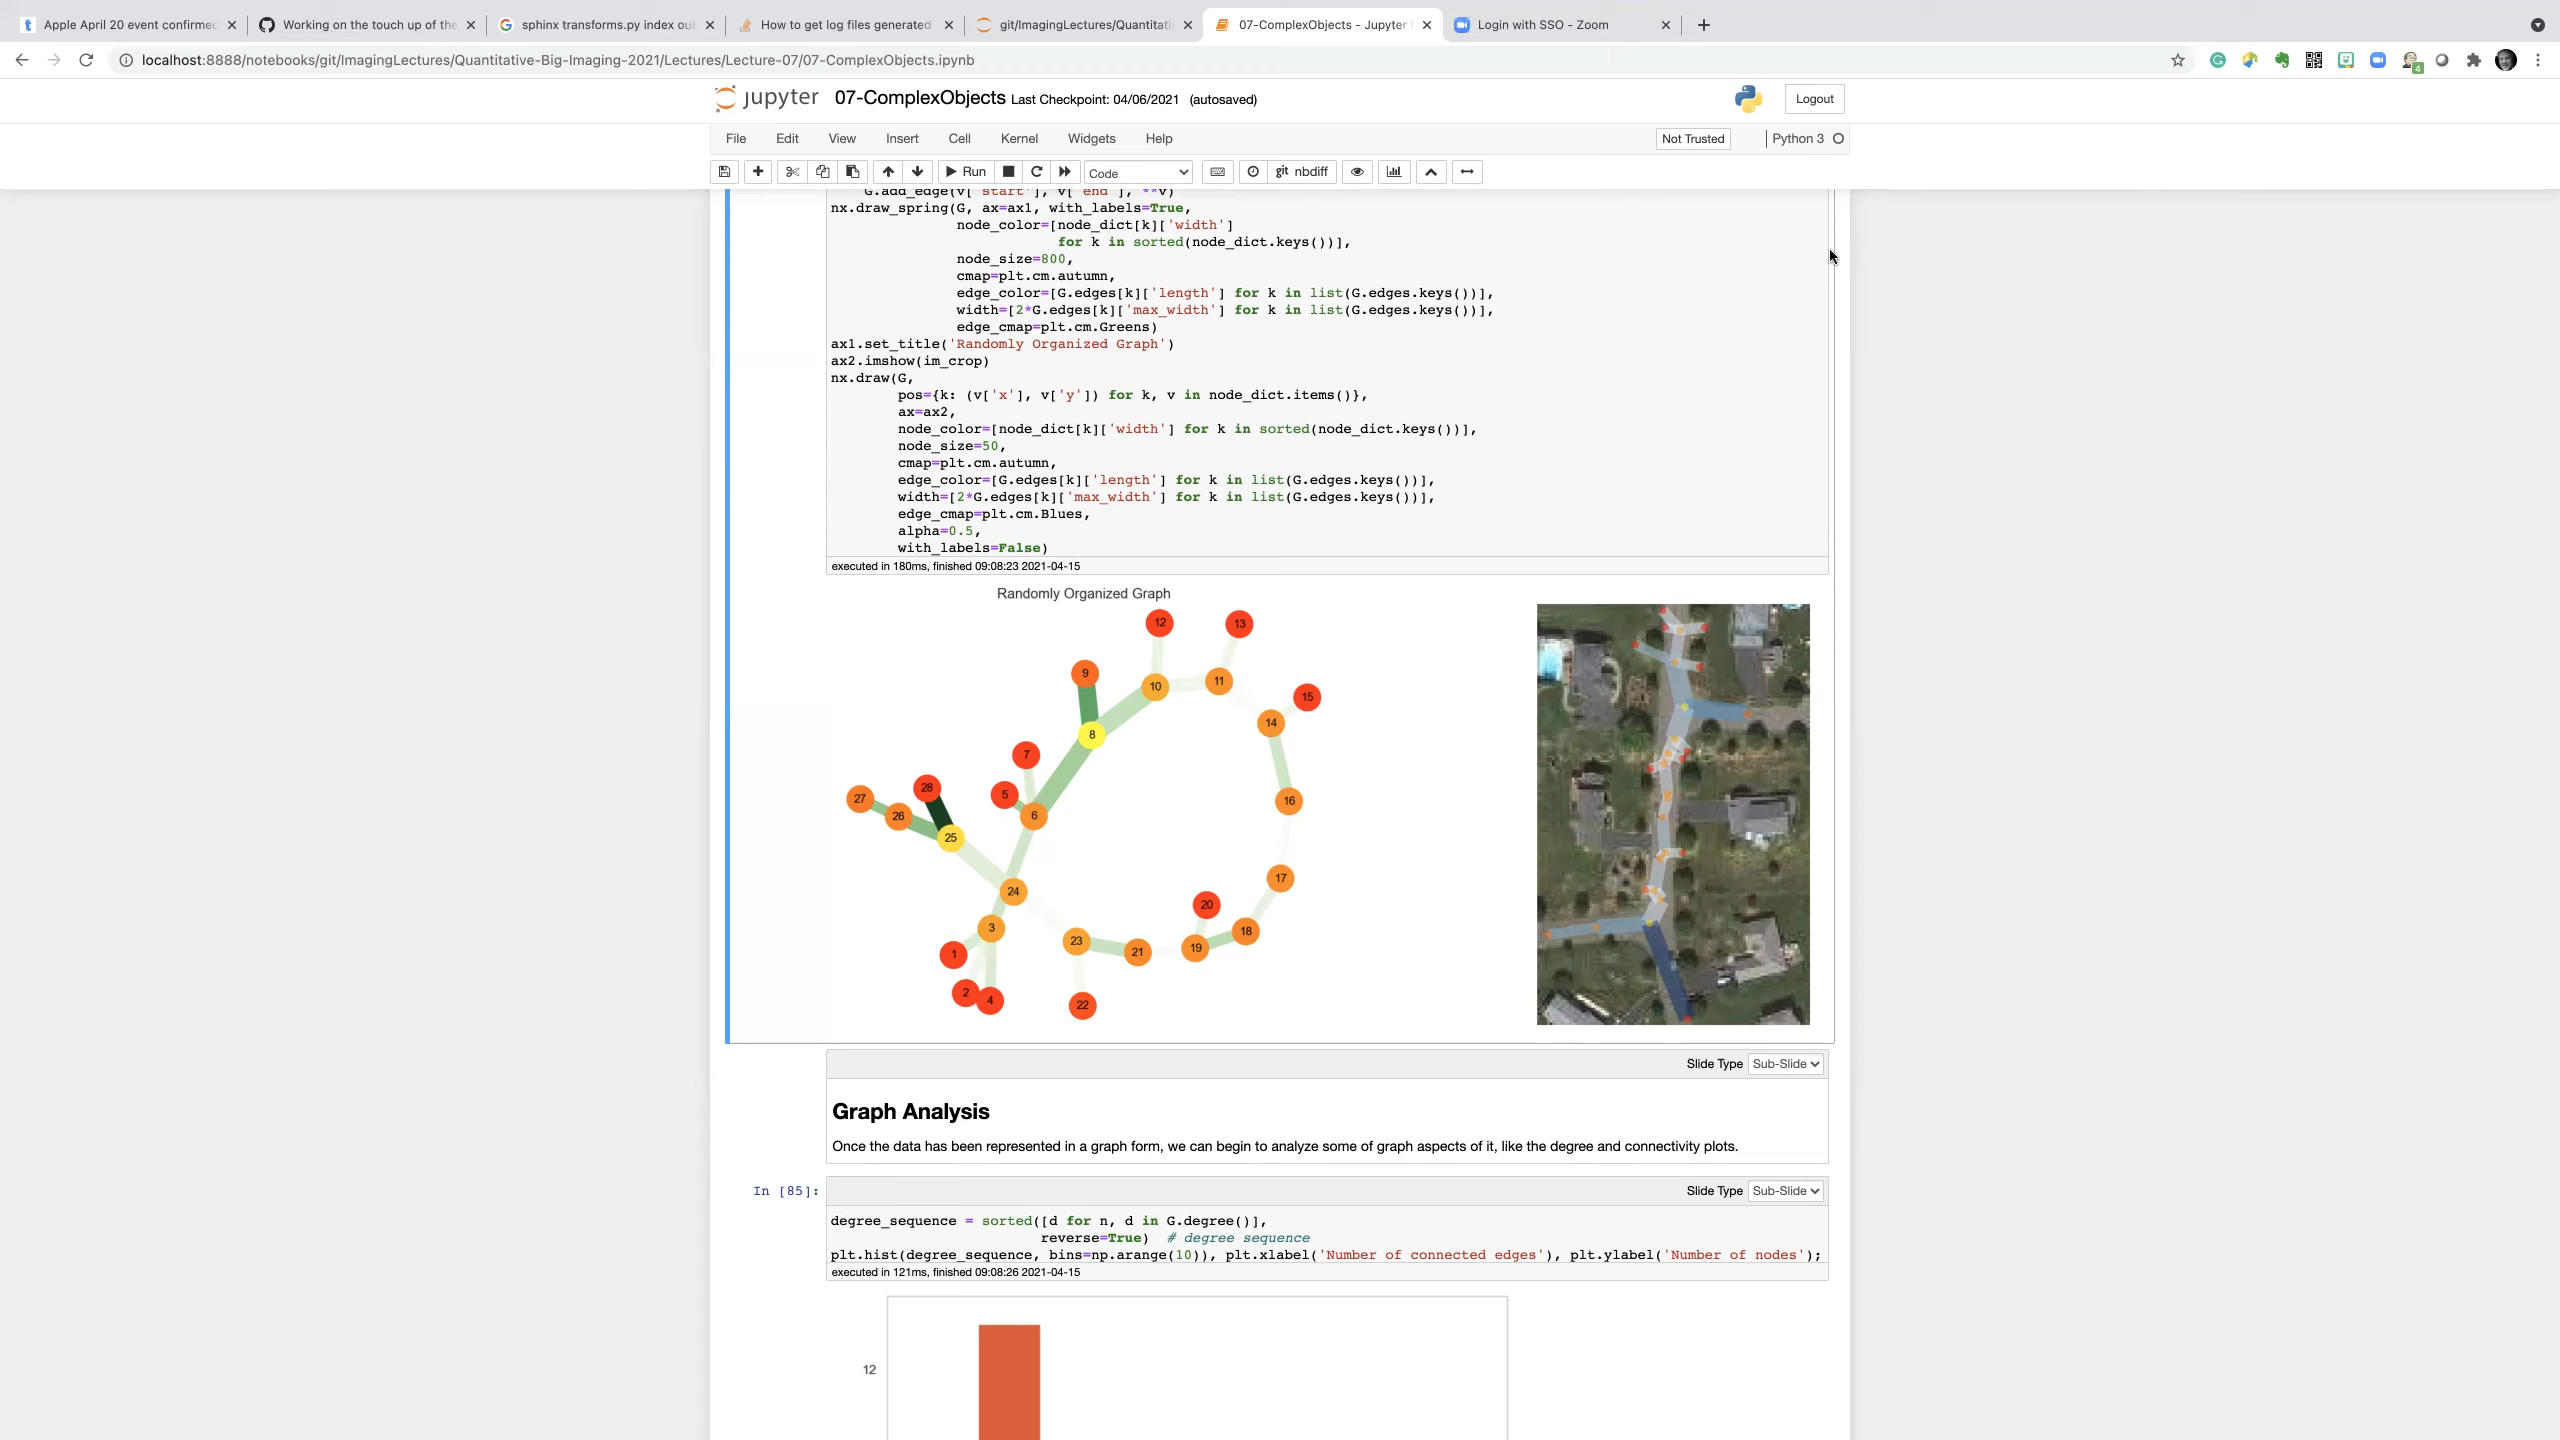 Apple April 20 event confirmed
Working on the touch up of the
sphinx transforms.py index out
How to get log files generated
git/ImagingLectures/Quantitati
07-ComplexObjects - Jupyter
Login with SSO - Zoom
localhost:8888/notebooks/git/ImagingLectures/Quantitative-Big-Imaging-2021/Lectures/Lecture-07/07-ComplexObjects.ipynb
4
jupyter 07-ComplexObjects Last Checkpoint: 04/06/2021 (autosaved)
Logout
File Edit View Insert Cell Kernel Widgets Help
Not Trusted
Python 3
Run
Code
git nbdiff
G.add_edge(v['start'], v['end'], **v)
nx.draw_spring(G, ax=ax1, with_labels=True,
node_color=[node_dict[k]['width']
for k in sorted(node_dict.keys())],
node_size=800,
cmap=plt.cm.autumn,
edge_color=[G.edges[k]['length'] for k in list(G.edges.keys())],
width=[2*G.edges[k]['max_width'] for k in list(G.edges.keys())],
edge_cmap=plt.cm.Greens)
ax1.set_title('Randomly Organized Graph')
ax2.imshow(im_crop)
nx.draw(G,
pos={k: (v['x'], v['y']) for k, v in node_dict.items()},
ax=ax2,
node_color=[node_dict[k]['width'] for k in sorted(node_dict.keys())],
node_size=50,
cmap=plt.cm.autumn,
edge_color=[G.edges[k]['length'] for k in list(G.edges.keys())],
width=[2*G.edges[k]['max_width'] for k in list(G.edges.keys())],
edge_cmap=plt.cm.Blues,
alpha=0.5,
with_labels=False)
executed in 180ms, finished 09:08:23 2021-04-15
Randomly Organized Graph
12
13
9
10
11
15
14
8
7
28
5
27
16
26
6
25
17
24
20
3
18
23
19
21
1
2
4
22
Slide Type Sub-Slide
Graph Analysis
Once the data has been represented in a graph form, we can begin to analyze some of graph aspects of it, like the degree and connectivity plots.
In [85]:
Slide Type Sub-Slide
degree_sequence = sorted([d for n, d in G.degree()],
reverse=True) # degree sequence
plt.hist(degree_sequence, bins=np.arange(10)), plt.xlabel('Number of connected edges'), plt.ylabel('Number of nodes');
executed in 121ms, finished 09:08:26 2021-04-15
12